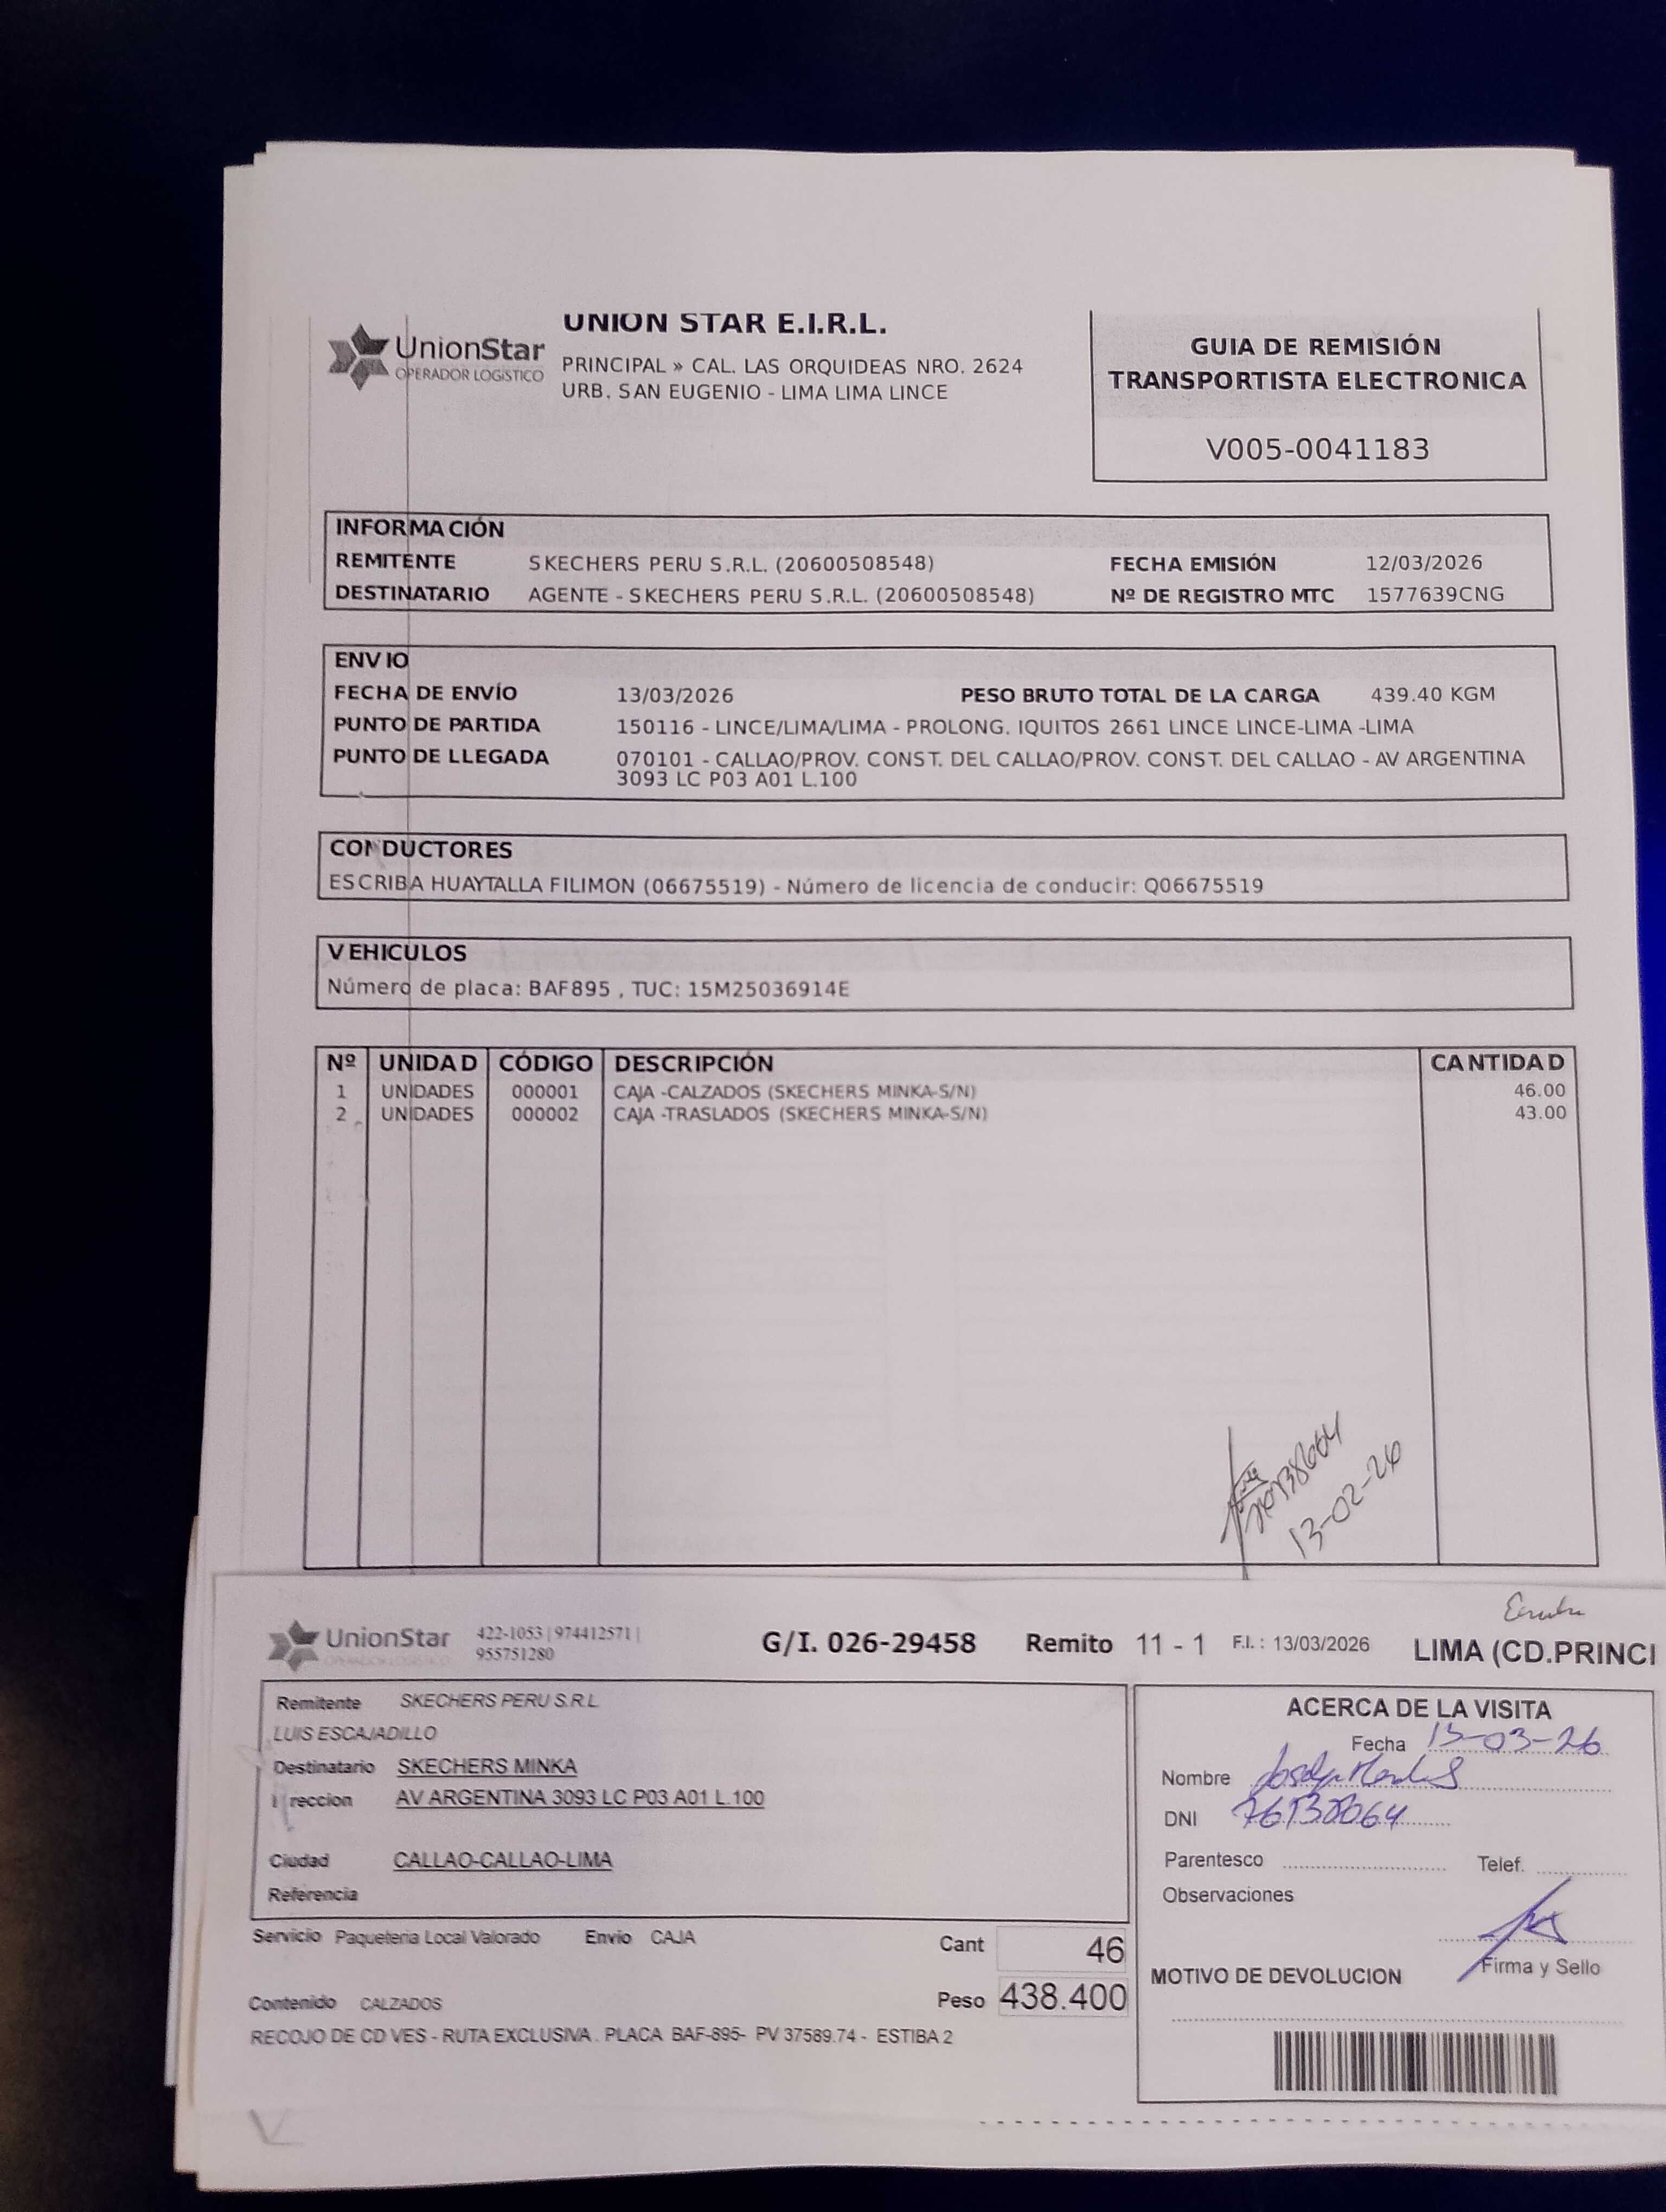 UNION STAR E.I.R.L.
UnionStar
OPERADOR LOGÍSTICO
PRINCIPAL » CAL. LAS ORQUIDEAS NRO. 2624
URB. SAN EUGENIO - LIMA LIMA LINCE
GUIA DE REMISIÓN
TRANSPORTISTA ELECTRONICA
V005-0041183
INFORMACIÓN
REMITENTE SKECHERS PERU S.R.L. (20600508548) FECHA EMISIÓN 12/03/2026
DESTINATARIO AGENTE - SKECHERS PERU S.R.L. (20600508548) Nº DE REGISTRO MTC 1577639CNG
ENVIO
FECHA DE ENVÍO 13/03/2026 PESO BRUTO TOTAL DE LA CARGA 439.40 KGM
PUNTO DE PARTIDA 150116 - LINCE/LIMA/LIMA - PROLONG. IQUITOS 2661 LINCE LINCE-LIMA -LIMA
PUNTO DE LLEGADA 070101 - CALLAO/PROV. CONST. DEL CALLAO/PROV. CONST. DEL CALLAO - AV ARGENTINA
3093 LC P03 A01 L.100
CONDUCTORES
ESCRIBA HUAYTALLA FILIMON (06675519) - Número de licencia de conducir: Q06675519
VEHICULOS
Número de placa: BAF895 , TUC: 15M25036914E
Nº UNIDAD CÓDIGO DESCRIPCIÓN CANTIDAD
1 UNIDADES 000001 CAJA -CALZADOS (SKECHERS MINKA-S/N) 46.00
2 UNIDADES 000002 CAJA -TRASLADOS (SKECHERS MINKA-S/N) 43.00
13-02-26
UnionStar
OPERADOR LOGISTICO
422-1053 | 974412571 |
955751280
G/I. 026-29458 Remito 11 - 1 F.I. : 13/03/2026 LIMA (CD.PRINCI
Remitente SKECHERS PERU S.R.L
LUIS ESCAJADILLO
Destinatario SKECHERS MINKA
reccion AV ARGENTINA 3093 LC P03 A01 L.100
Ciudad CALLAO-CALLAO-LIMA
Referencia
Servicio Paqueteria Local Valorado Envio CAJA Cant 46
Contenido CALZADOS Peso 438.400
RECOJO DE CD VES - RUTA EXCLUSIVA . PLACA BAF-895- PV 37589.74 - ESTIBA 2
ACERCA DE LA VISITA
Fecha 13-03-26
Nombre
DNI
Parentesco Telef.
Observaciones
Firma y Sello
MOTIVO DE DEVOLUCION